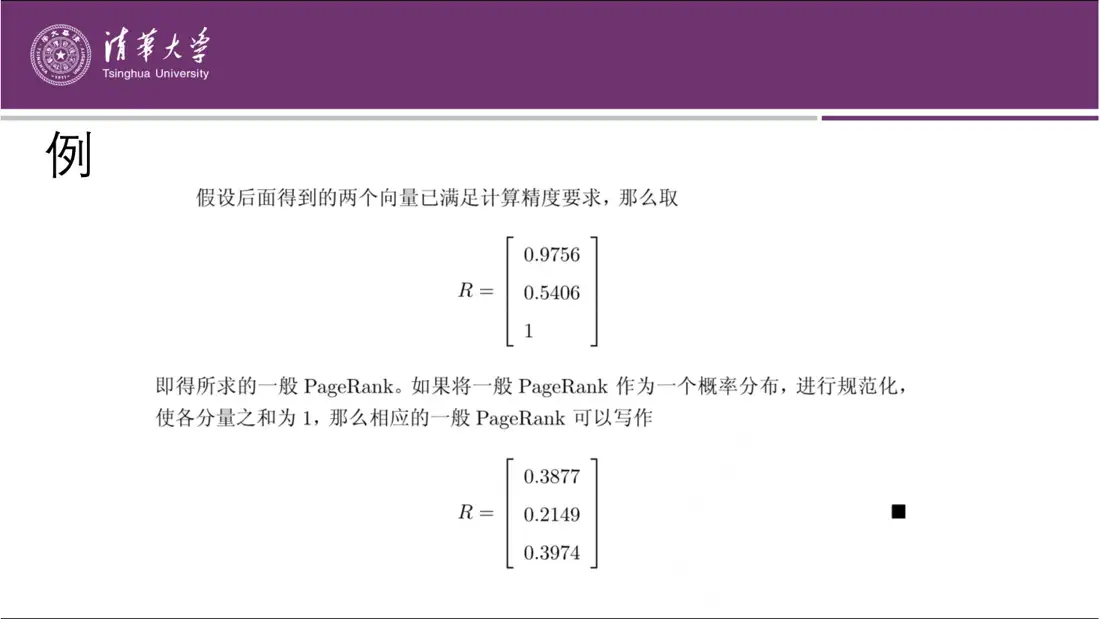 清华大学
Tsinghua University
例
假设后面得到的两个向量已满足计算精度要求，那么取
R = [ 0.9756
0.5406
1 ]
即得所求的一般 PageRank。如果将一般 PageRank 作为一个概率分布，进行规范化，
使各分量之和为 1，那么相应的一般 PageRank 可以写作
R = [ 0.3877
0.2149
0.3974 ]
■